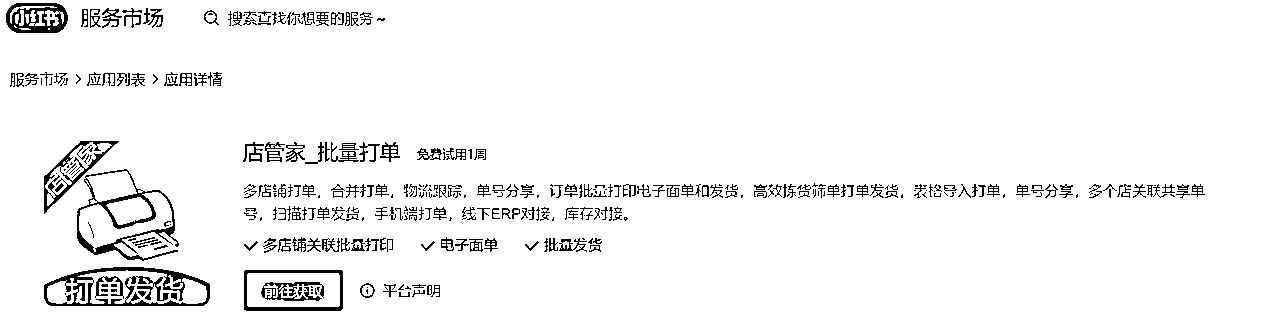 小红书 服务市场 搜索查找你想要的服务~
服务市场 > 应用列表 > 应用详情
店管家
店管家_批量打单 免费试用1周
多店铺打单，合并打单，物流跟踪，单号分享，订单批量打印电子面单和发货，高效拣货筛单打单发货，表格导入打单，单号分享，多个店关联共享单
号，扫描打单发货，手机端打单，线下ERP对接，库存对接。
多店铺关联批量打印 电子面单 批量发货
打单发货
前往获取 平台声明